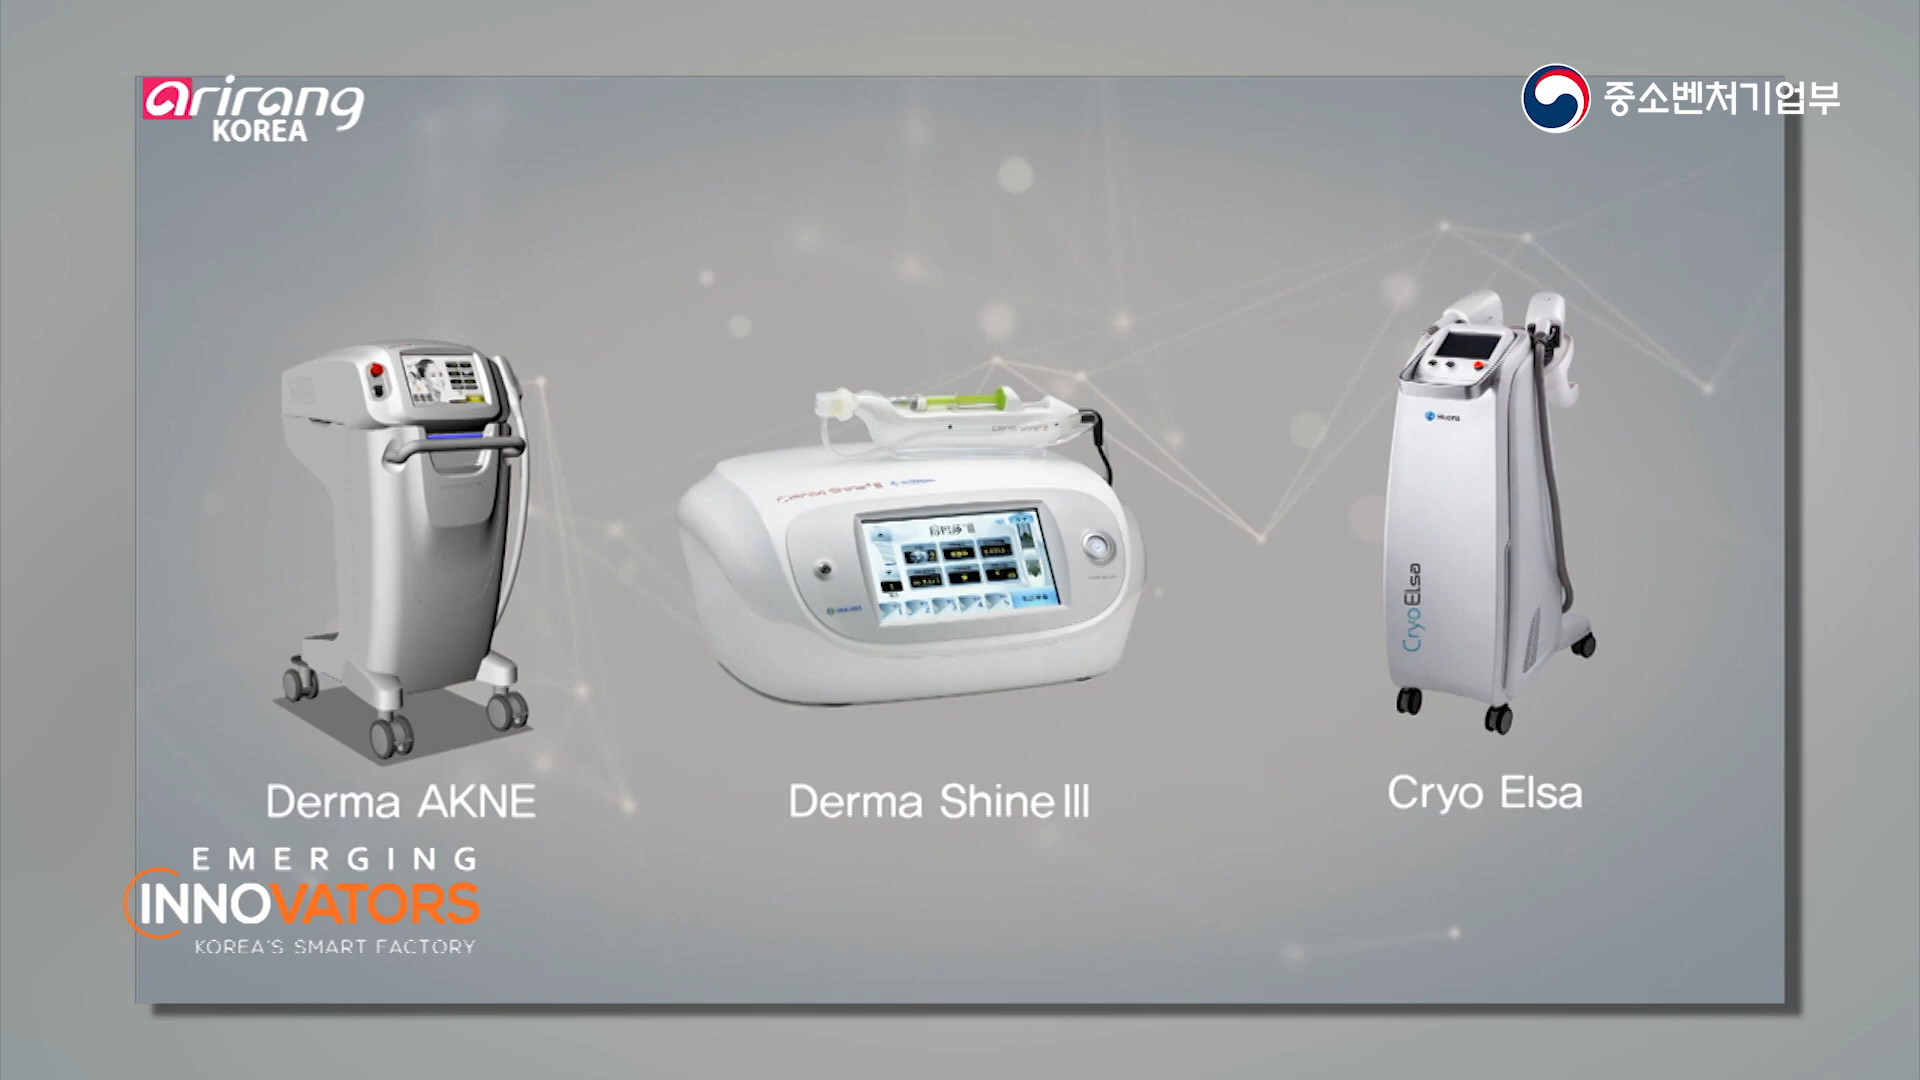 arirang
KOREA
중소벤처기업부
Huons
CryoElsa
Derma AKNE
Derma Shine III
Cryo Elsa
EMERGING
INNOVATORS
KOREA'S SMART FACTORY